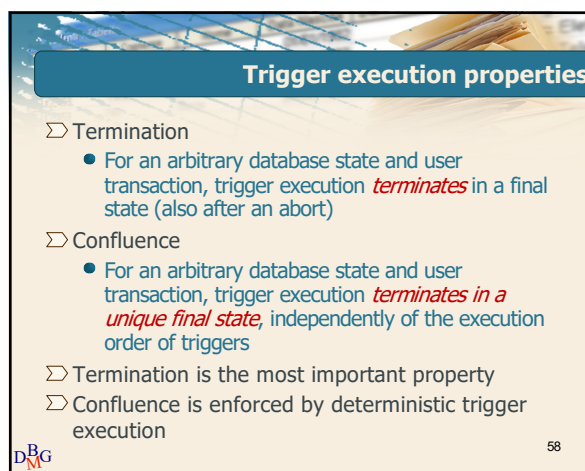 Trigger execution properties
Termination
For an arbitrary database state and user
transaction, trigger execution terminates in a final
state (also after an abort)
Confluence
For an arbitrary database state and user
transaction, trigger execution terminates in a
unique final state, independently of the execution
order of triggers
Termination is the most important property
Confluence is enforced by deterministic trigger
execution
DBMG
58